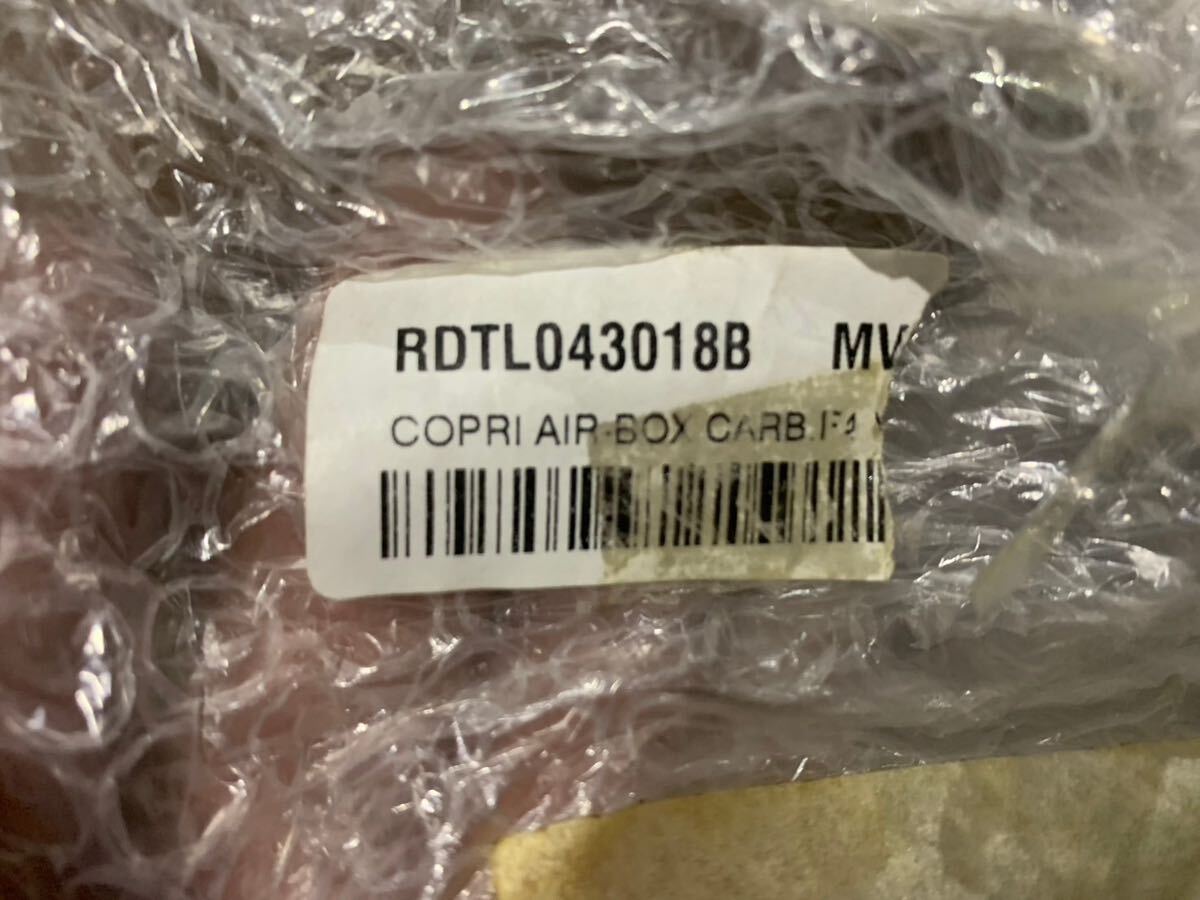 RDTL043018B MV
COPRI AIR-BOX CARB.F4